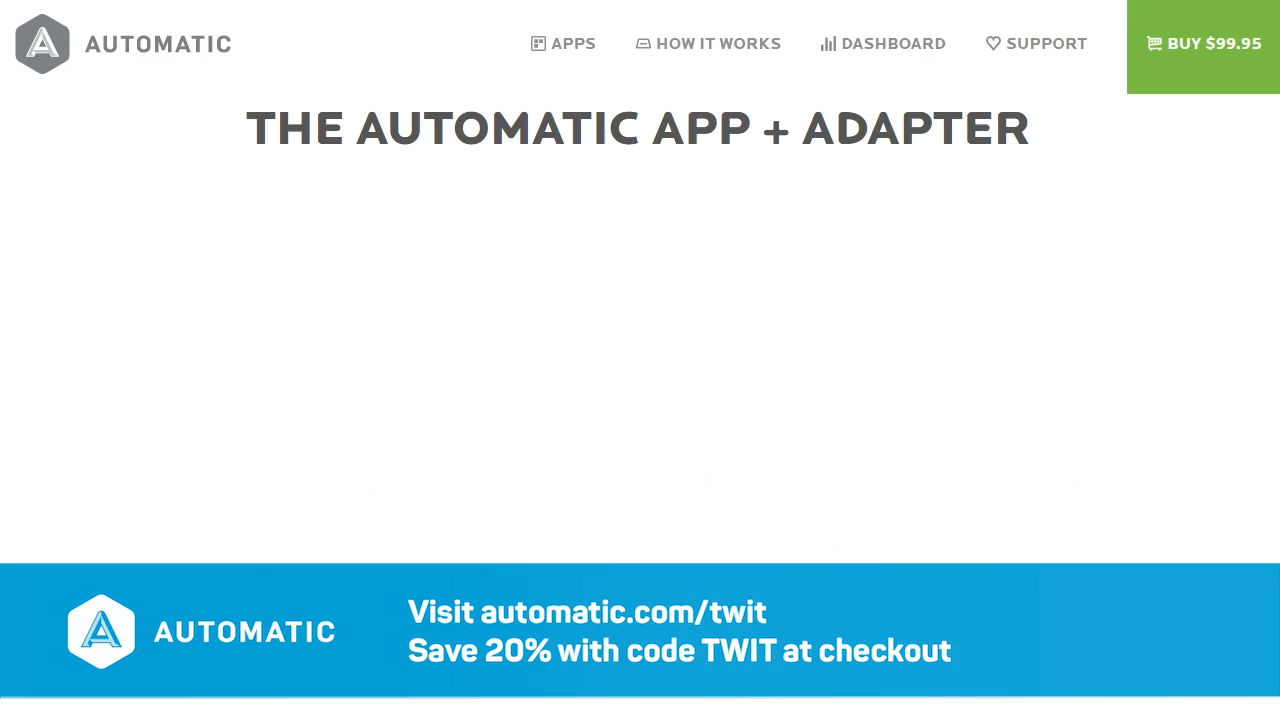 AUTOMATIC
APPS
HOW IT WORKS
DASHBOARD
SUPPORT
BUY $99.95
THE AUTOMATIC APP + ADAPTER
AUTOMATIC
Visit automatic.com/twit
Save 20% with code TWIT at checkout